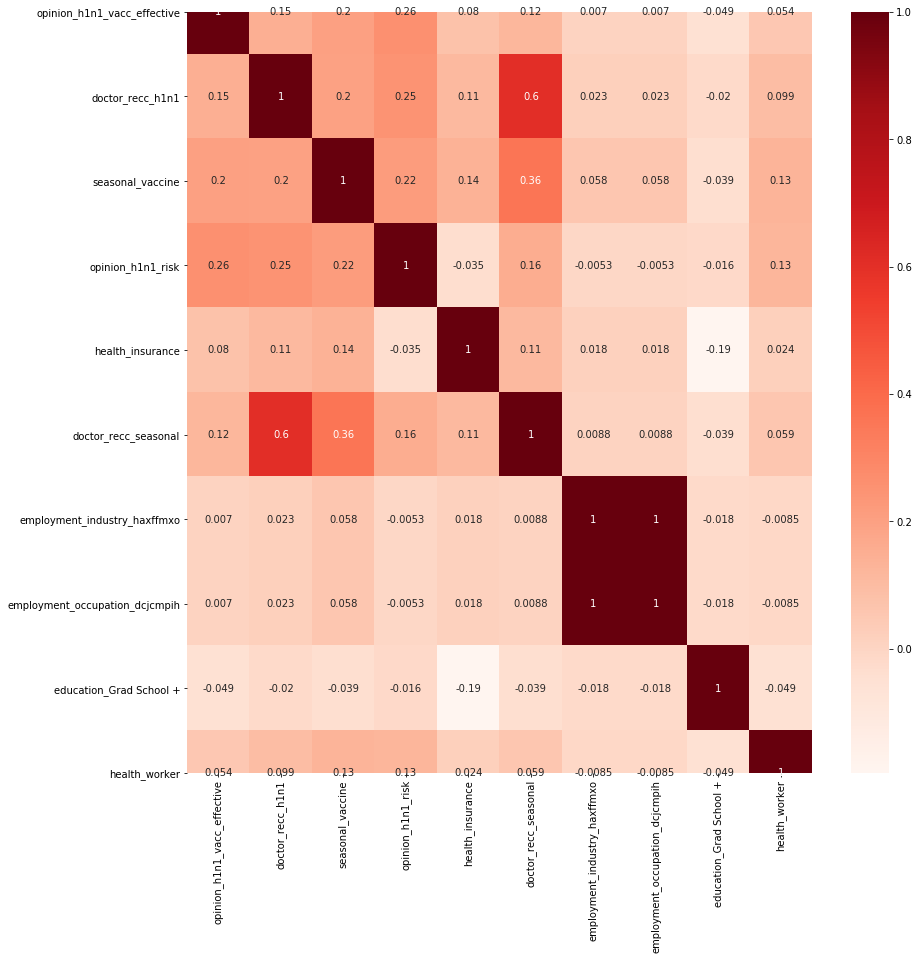 opinion_h1n1_vacc_effective 1 0.15 0.2 0.26 0.08 0.12 0.007 0.007 -0.049 0.054
doctor_recc_h1n1 0.15 1 0.2 0.25 0.11 0.6 0.023 0.023 -0.02 0.099
seasonal_vaccine 0.2 0.2 1 0.22 0.14 0.36 0.058 0.058 -0.039 0.13
opinion_h1n1_risk 0.26 0.25 0.22 1 -0.035 0.16 -0.0053 -0.0053 -0.016 0.13
health_insurance 0.08 0.11 0.14 -0.035 1 0.11 0.018 0.018 -0.19 0.024
doctor_recc_seasonal 0.12 0.6 0.36 0.16 0.11 1 0.0088 0.0088 -0.039 0.059
employment_industry_haxffmxo 0.007 0.023 0.058 -0.0053 0.018 0.0088 1 1 -0.018 -0.0085
employment_occupation_dcjcmpih 0.007 0.023 0.058 -0.0053 0.018 0.0088 1 1 -0.018 -0.0085
education_Grad School + -0.049 -0.02 -0.039 -0.016 -0.19 -0.039 -0.018 -0.018 1 -0.049
health_worker 0.054 0.099 0.13 0.13 0.024 0.059 -0.0085 -0.0085 -0.049 1
opinion_h1n1_vacc_effective
doctor_recc_h1n1
seasonal_vaccine
opinion_h1n1_risk
health_insurance
doctor_recc_seasonal
employment_industry_haxffmxo
employment_occupation_dcjcmpih
education_Grad School +
health_worker
1.0
0.8
0.6
0.4
0.2
0.0